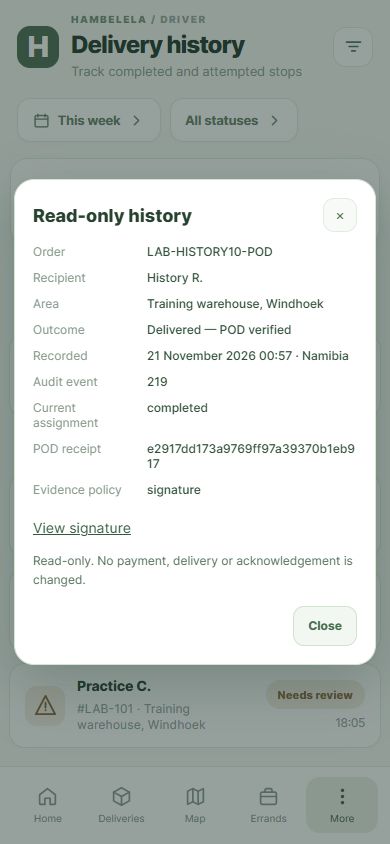 H
HAMBELELA / DRIVER
Delivery history
Track completed and attempted stops
This week
All statuses
Read-only history
×
Order LAB-HISTORY10-POD
Recipient History R.
Area Training warehouse, Windhoek
Outcome Delivered — POD verified
Recorded 21 November 2026 00:57 · Namibia
Audit event 219
Current assignment completed
POD receipt e2917dd173a9769ff97a39370b1eb9
17
Evidence policy signature
View signature
Read-only. No payment, delivery or acknowledgement is
changed.
Close
Practice C.
Needs review
#LAB-101 · Training
warehouse, Windhoek
18:05
Home
Deliveries
Map
Errands
More